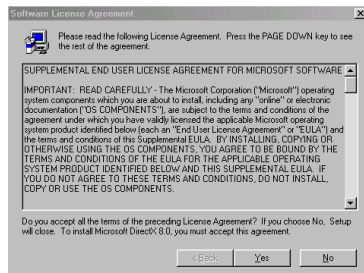 Software License Agreement
Please read the following License Agreement. Press the PAGE DOWN key to see
the rest of the agreement.
SUPPLEMENTAL END USER LICENSE AGREEMENT FOR MICROSOFT SOFTWARE
IMPORTANT: READ CAREFULLY - The Microsoft Corporation ("Microsoft") operating
system components which you are about to install, including any "online" or electronic
documentation ("OS COMPONENTS"), are subject to the terms and conditions of the
agreement under which you have validly licensed the applicable Microsoft operating
system product identified below (each an "End User License Agreement" or "EULA") and
the terms and conditions of this Supplemental EULA. BY INSTALLING, COPYING OR
OTHERWISE USING THE OS COMPONENTS, YOU AGREE TO BE BOUND BY THE
TERMS AND CONDITIONS OF THE EULA FOR THE APPLICABLE OPERATING
SYSTEM PRODUCT IDENTIFIED BELOW AND THIS SUPPLEMENTAL EULA. IF
YOU DO NOT AGREE TO THESE TERMS AND CONDITIONS, DO NOT INSTALL,
COPY OR USE THE OS COMPONENTS.
Do you accept all the terms of the preceding License Agreement? If you choose No, Setup
will close. To install Microsoft DirectX 8.0, you must accept this agreement.
< Back Yes No